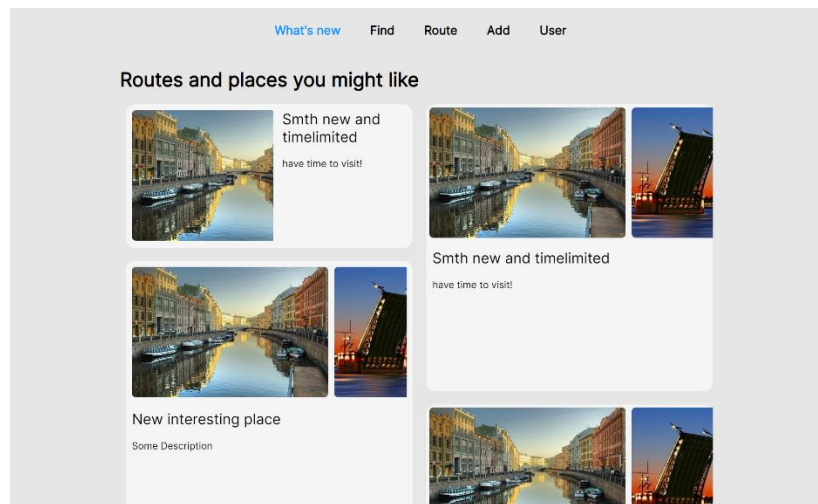 What's new Find Route Add User
Routes and places you might like
Smth new and
timelimited
have time to visit!
Smth new and timelimited
have time to visit!
New interesting place
Some Description